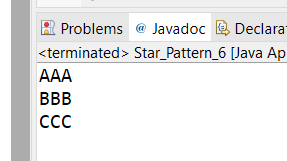 Problems @ Javadoc Declarat
<terminated> Star_Pattern_6 [Java Ap
AAA
BBB
CCC